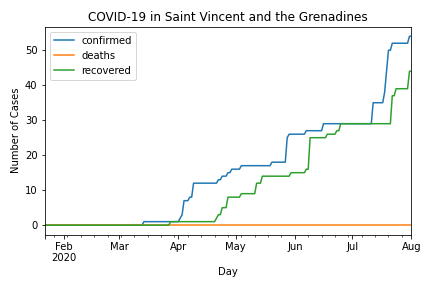 COVID-19 in Saint Vincent and the Grenadines
confirmed
deaths
recovered
Number of Cases
50
40
30
20
10
0
Feb Mar Apr May Jun Jul Aug
2020
Day